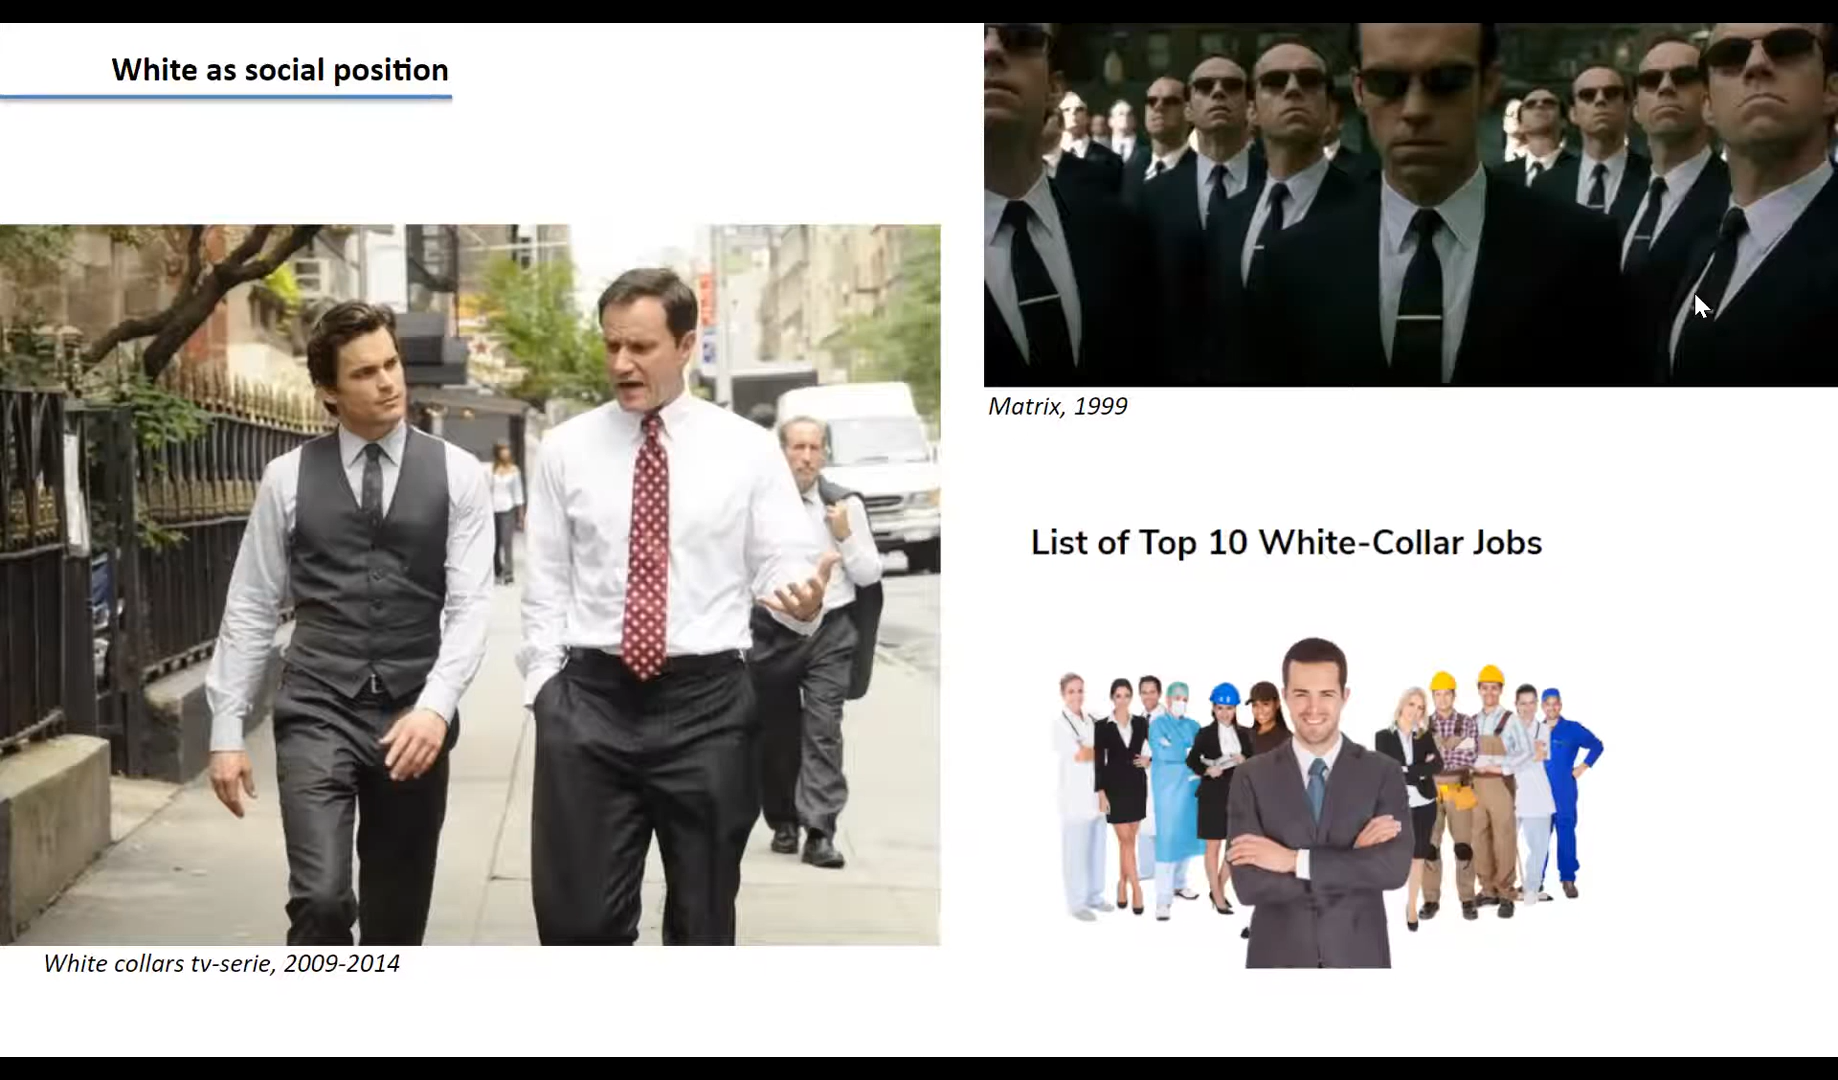 White as social position
Matrix, 1999
List of Top 10 White-Collar Jobs
White collars tv-serie, 2009-2014